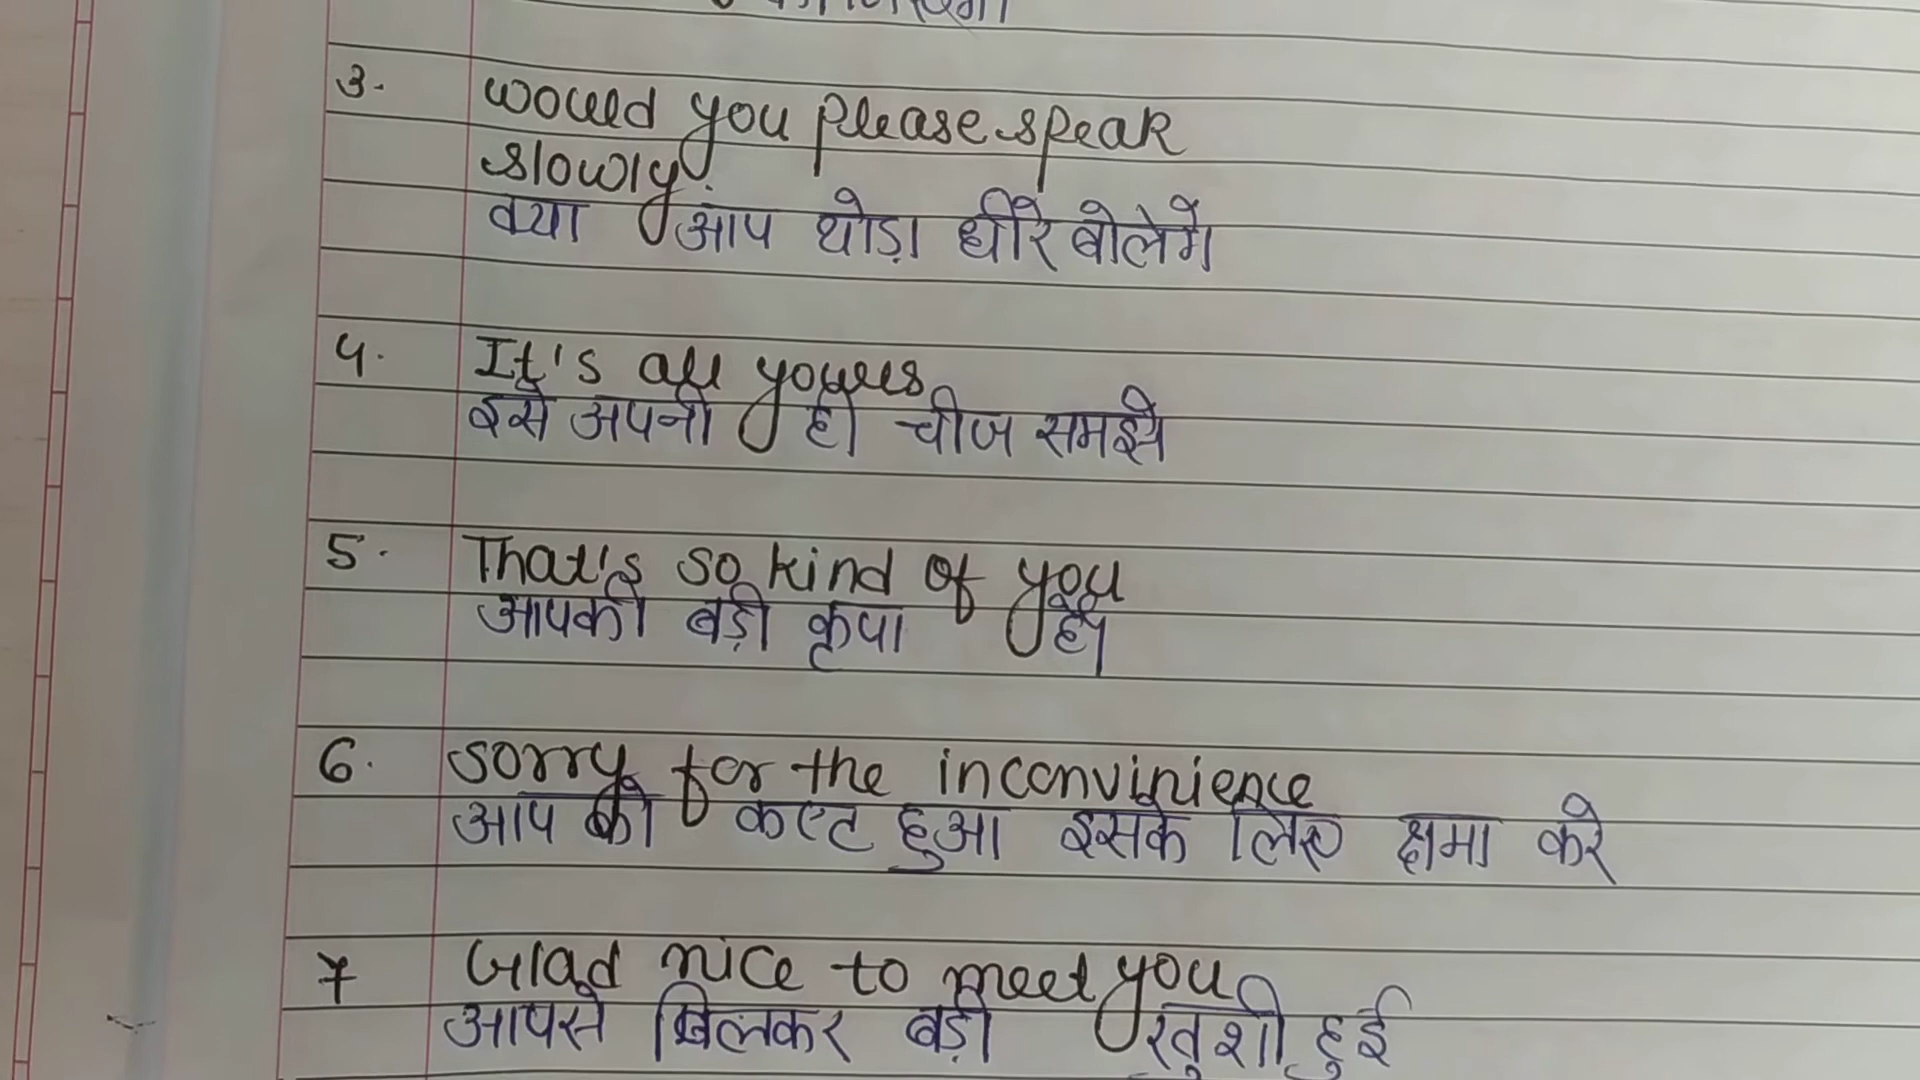 3. would you please speak
slowly.
क्या आप थोड़ा धीरे बोलेगें
4. It's all yours
इसे अपनी ही चीज समझे
5. That's so kind of you
आपकी बड़ी कृपा है।
6. sorry for the inconvinience
आप को कष्ट हुआ इसके लिए क्षमा करे
7 Glad nice to meet you
आपसे मिलकर बड़ी खुशी हुई